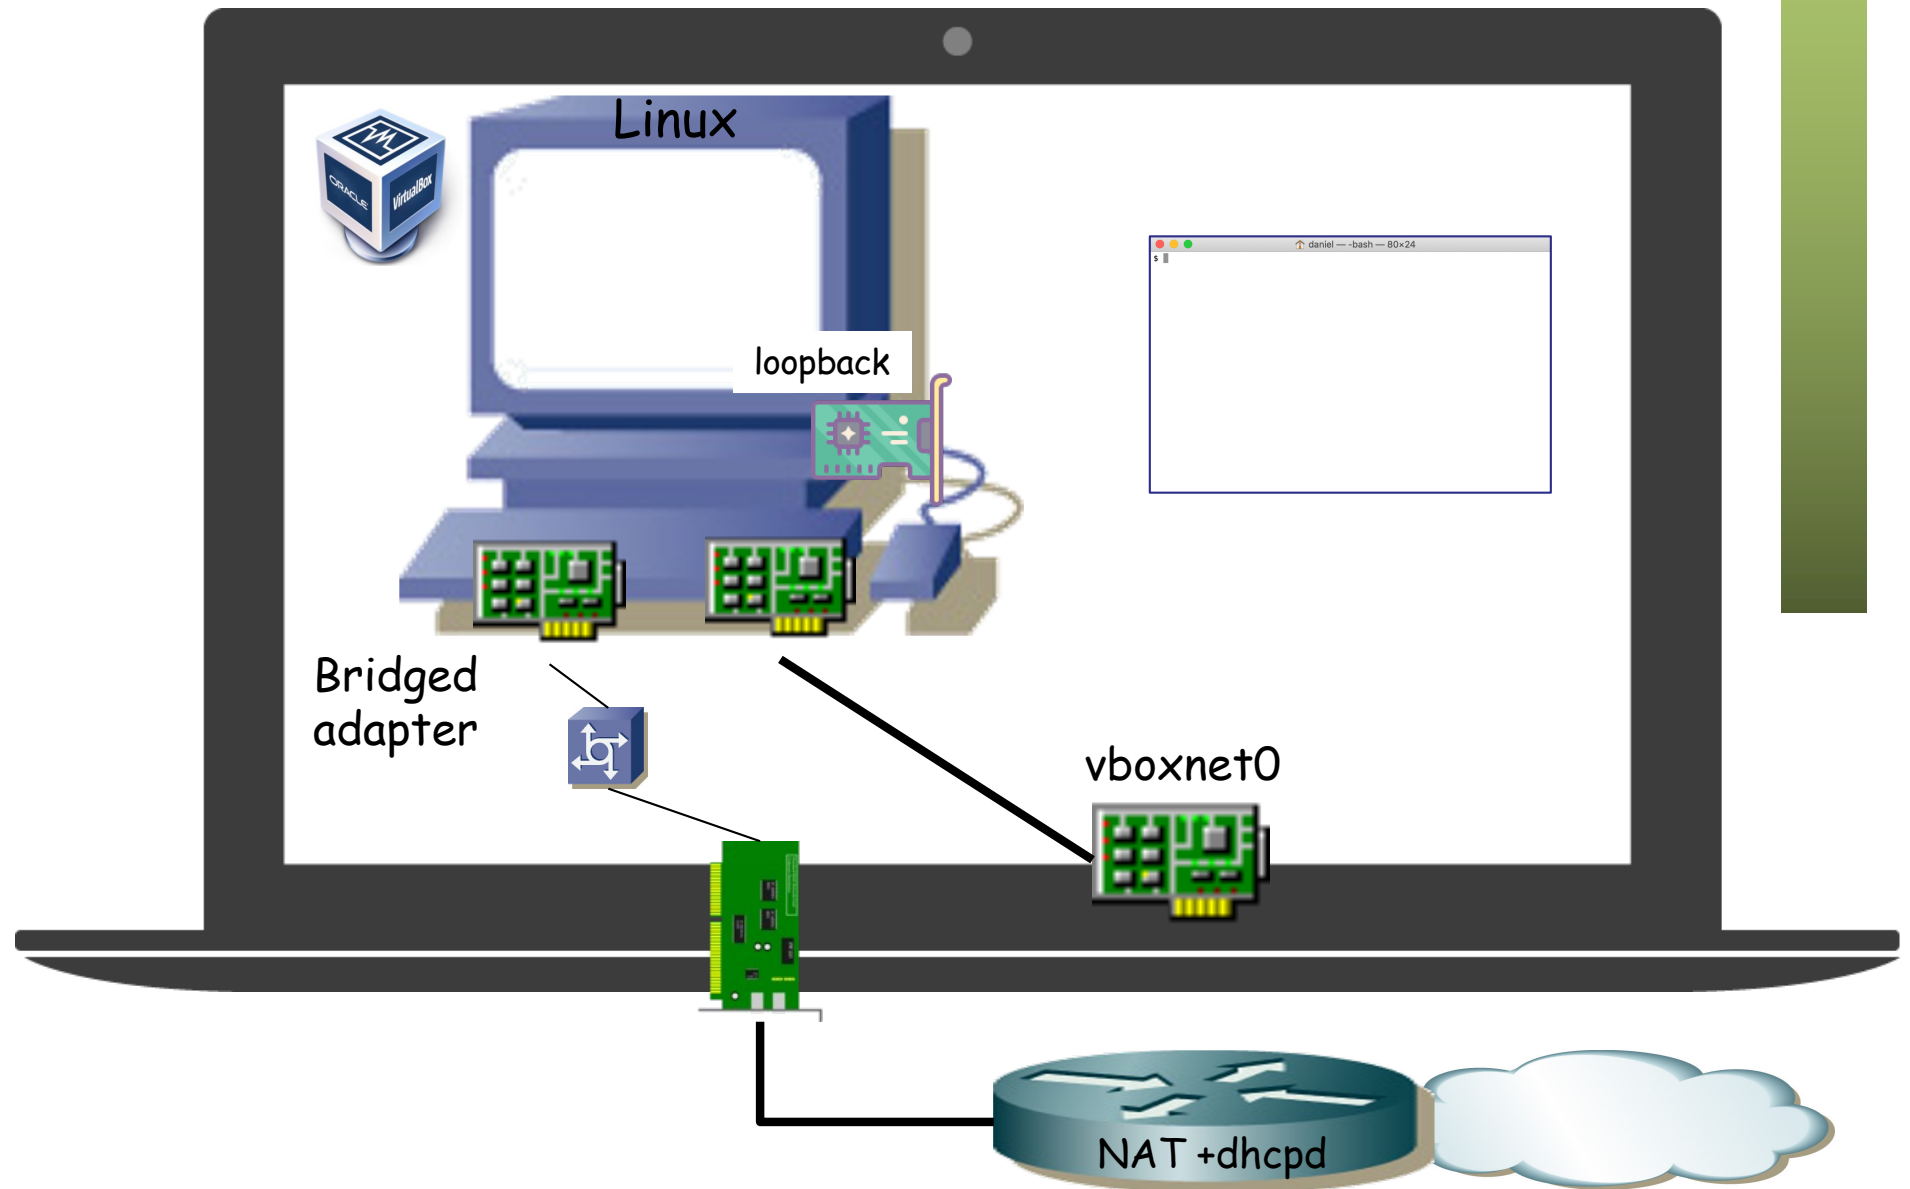 Linux
ORACLE
VirtualBox
daniel — -bash — 80×24
$
loopback
Bridged
adapter
vboxnet0
NAT +dhcpd